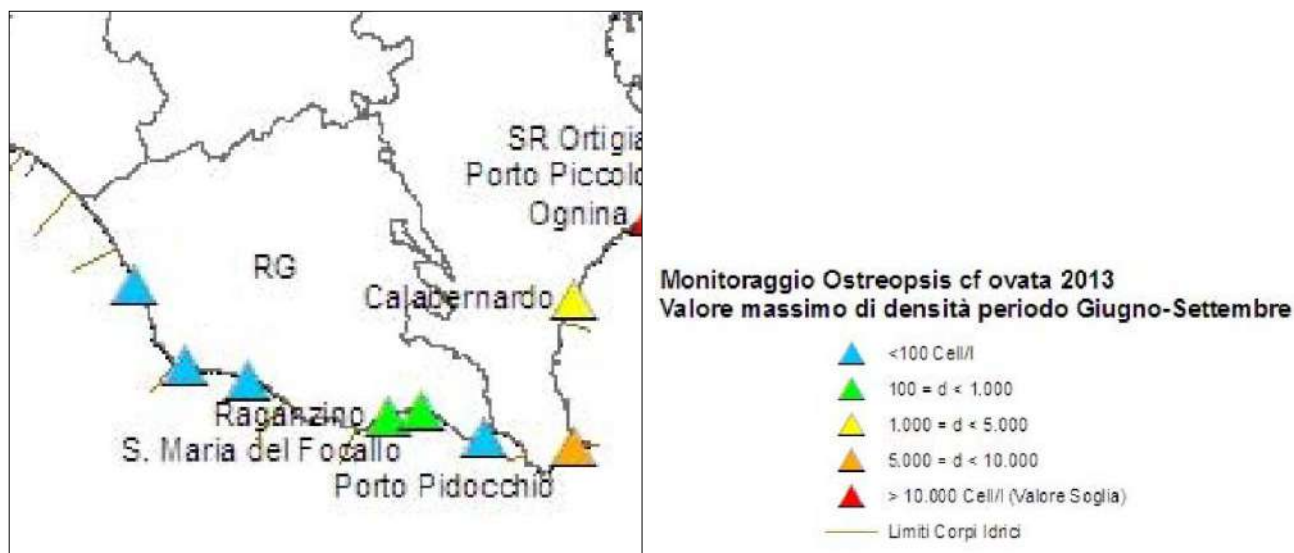 SR Ortigia
Porto Piccolo
Ognina
RG
Calabernardo
Raganzino
S. Maria del Focallo
Porto Pidocchio
Monitoraggio Ostreopsis cf ovata 2013
Valore massimo di densità periodo Giugno-Settembre
<100 Cell/l
100 = d < 1.000
1.000 = d < 5.000
5.000 = d < 10.000
> 10.000 Cell/l (Valore Soglia)
Limiti Corpi Idrici